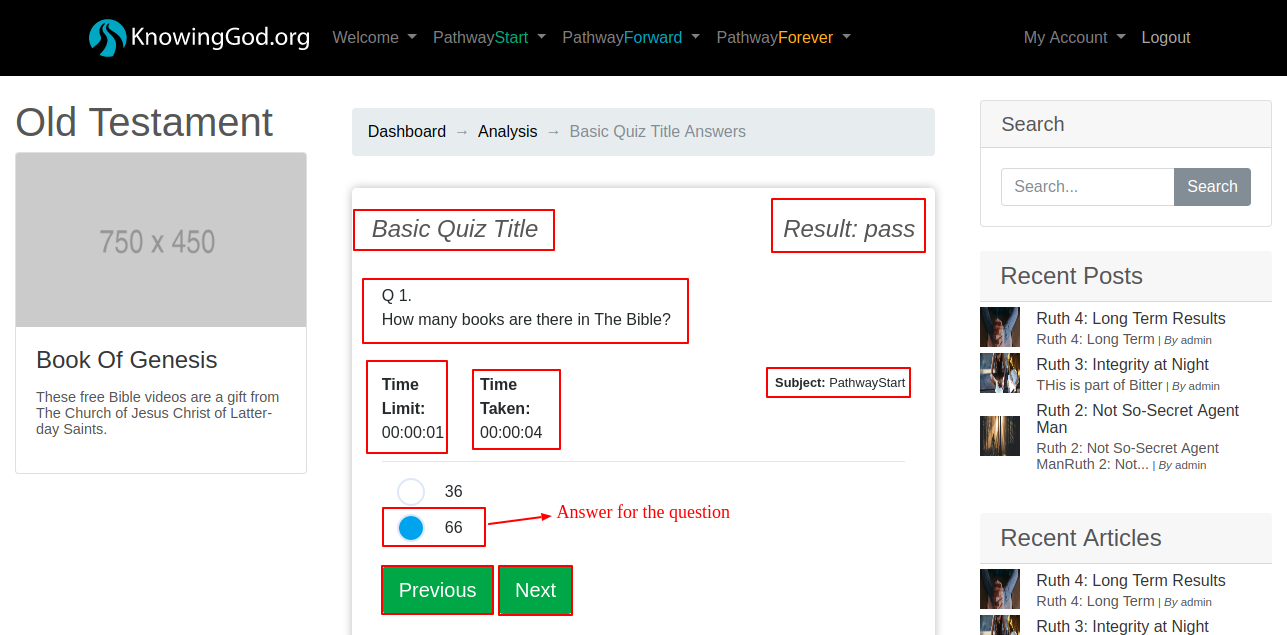 KnowingGod.org
Welcome
PathwayStart
PathwayForward
PathwayForever
My Account
Logout
Old Testament
750 x 450
Book Of Genesis
These free Bible videos are a gift from
The Church of Jesus Christ of Latter-
day Saints.
Dashboard → Analysis → Basic Quiz Title Answers
Basic Quiz Title
Result: pass
Q 1.
How many books are there in The Bible?
Time
Limit:
00:00:01
Time
Taken:
00:00:04
Subject: PathwayStart
36
66
Answer for the question
Previous
Next
Search
Search...
Search
Recent Posts
Ruth 4: Long Term Results
Ruth 4: Long Term | By admin
Ruth 3: Integrity at Night
THis is part of Bitter | By admin
Ruth 2: Not So-Secret Agent
Man
Ruth 2: Not So-Secret Agent
ManRuth 2: Not... | By admin
Recent Articles
Ruth 4: Long Term Results
Ruth 4: Long Term | By admin
Ruth 3: Integrity at Night